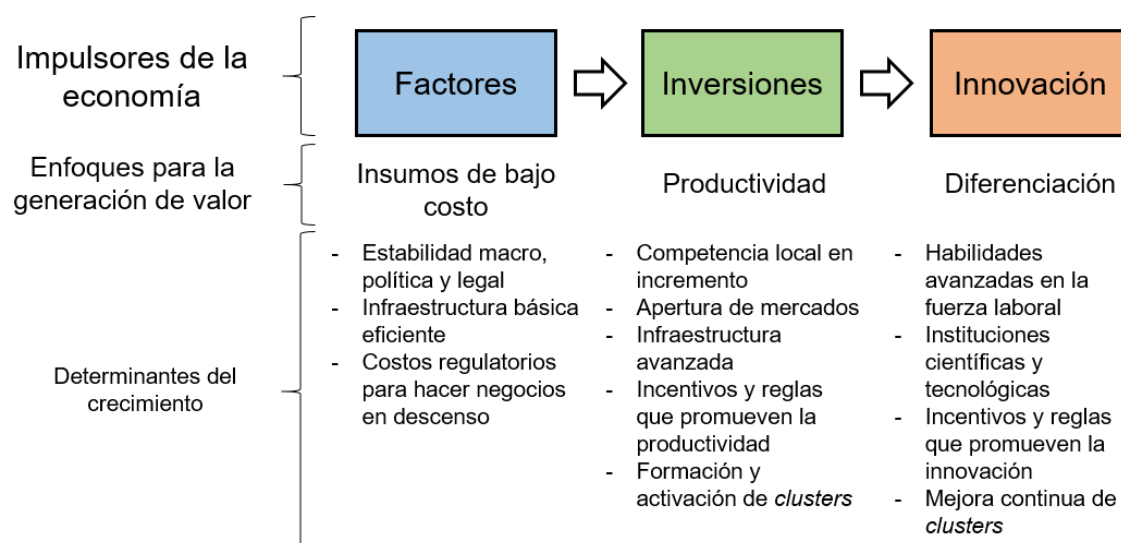 Impulsores de la
economía
Factores
Inversiones
Innovación
Enfoques para la
generación de valor
Insumos de bajo
costo
Productividad
Diferenciación
Determinantes del
crecimiento
- Estabilidad macro,
política y legal
- Infraestructura básica
eficiente
- Costos regulatorios
para hacer negocios
en descenso
- Competencia local en
incremento
- Apertura de mercados
- Infraestructura
avanzada
- Incentivos y reglas
que promueven la
productividad
- Formación y
activación de clusters
- Habilidades
avanzadas en la
fuerza laboral
- Instituciones
científicas y
tecnológicas
- Incentivos y reglas
que promueven la
innovación
- Mejora continua de
clusters